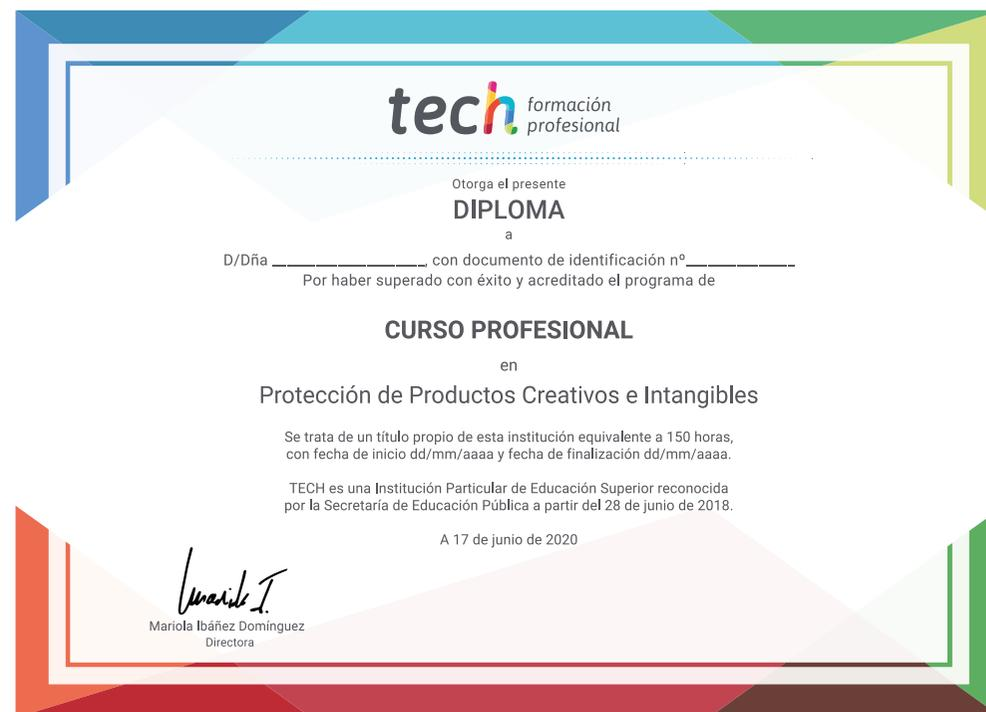 tech formación
profesional
Otorga el presente
DIPLOMA
a
D/Dña ____________________, con documento de identificación nº______________
Por haber superado con éxito y acreditado el programa de
CURSO PROFESIONAL
en
Protección de Productos Creativos e Intangibles
Se trata de un título propio de esta institución equivalente a 150 horas,
con fecha de inicio dd/mm/aaaa y fecha de finalización dd/mm/aaaa.
TECH es una Institución Particular de Educación Superior reconocida
por la Secretaría de Educación Pública a partir del 28 de junio de 2018.
A 17 de junio de 2020
Mariola Ibáñez Domínguez
Directora